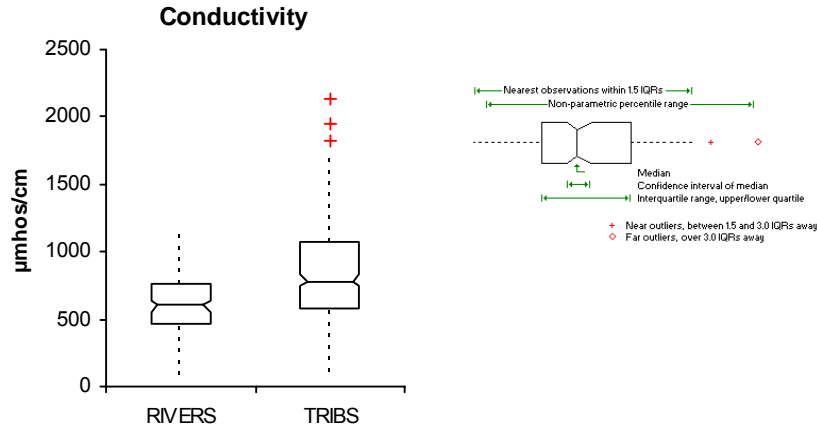 Conductivity
2500
2000
1500
1000
500
0
µmhos/cm
RIVERS
TRIBS
Nearest observations within 1.5 IQRs
Non-parametric percentile range
Median
Confidence interval of median
Interquartile range, upper/lower quartile
+ Near outliers, between 1.5 and 3.0 IQRs away
Far outliers, over 3.0 IQRs away